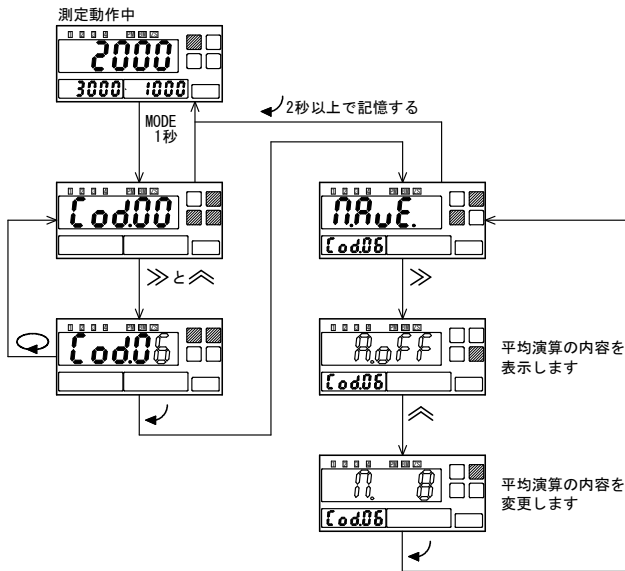 測定動作中
2000
3000 1000
MODE
1秒
2秒以上で記憶する
Cod.00
≫と︽
Cod.06
Π.AvE.
Cod.06
≫
A.oFF
Cod.06
平均演算の内容を
表示します
︽
Π. 8
Cod.06
平均演算の内容を
変更します